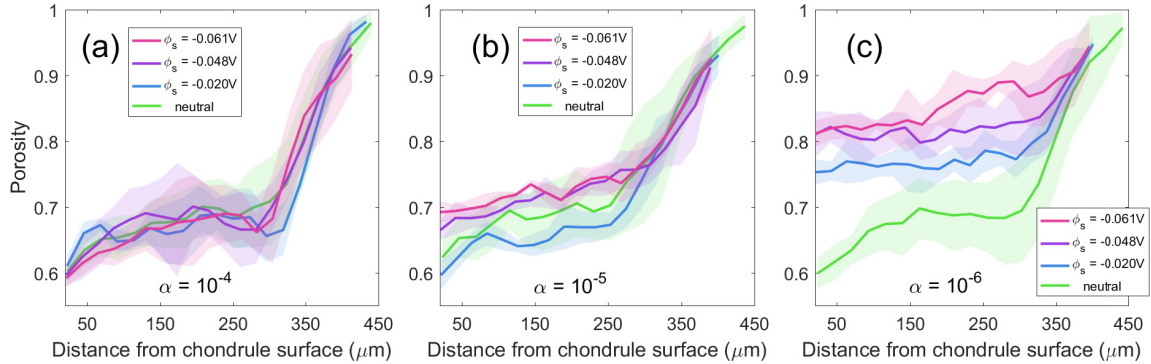 (a)
ϕs = -0.061V
ϕs = -0.048V
ϕs = -0.020V
neutral
α = 10-4
Porosity
1
0.9
0.8
0.7
0.6
50 150 250 350 450
Distance from chondrule surface (μm)
(b)
ϕs = -0.061V
ϕs = -0.048V
ϕs = -0.020V
neutral
α = 10-5
1
0.9
0.8
0.7
0.6
50 150 250 350 450
Distance from chondrule surface (μm)
(c)
ϕs = -0.061V
ϕs = -0.048V
ϕs = -0.020V
neutral
α = 10-6
1
0.9
0.8
0.7
0.6
50 150 250 350 450
Distance from chondrule surface (μm)